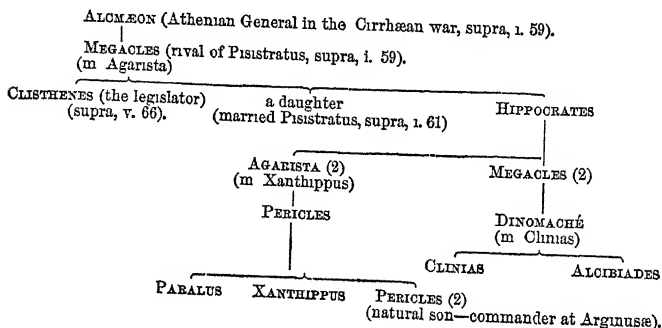 ALCMÆON (Athenian General in the Cirrhæan war, supra, i. 59).
MEGACLES (rival of Pisistratus, supra, i. 59).
(m Agarista)
CLISTHENES (the legislator) a daughter HIPPOCRATES
(supra, v. 66). (married Pisistratus, supra, i. 61)
AGARISTA (2) MEGACLES (2)
(m Xanthippus)
PERICLES DINOMACHÉ
(m Clinias)
CLINIAS ALCIBIADES
PARALUS XANTHIPPUS PERICLES (2)
(natural son—commander at Arginusæ).